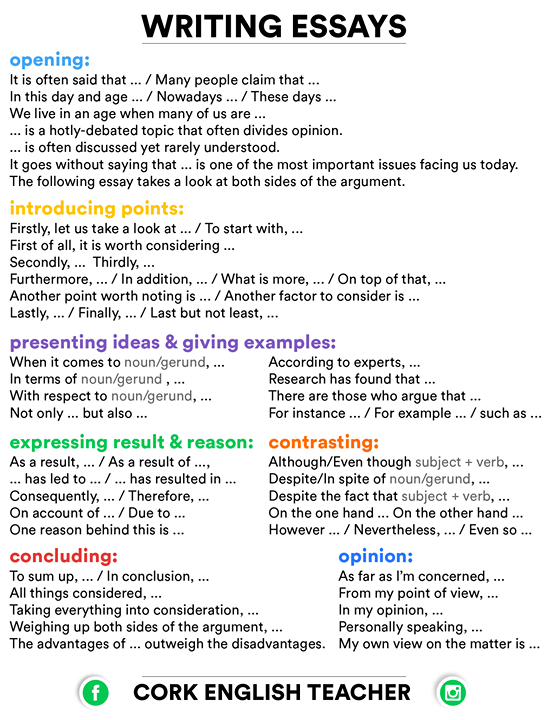 WRITING ESSAYS
opening:
It is often said that ... / Many people claim that ...
In this day and age ... / Nowadays ... / These days ...
We live in an age when many of us are ...
... is a hotly-debated topic that often divides opinion.
... is often discussed yet rarely understood.
It goes without saying that ... is one of the most important issues facing us today.
The following essay takes a look at both sides of the argument.
introducing points:
Firstly, let us take a look at ... / To start with, ...
First of all, it is worth considering ...
Secondly, ... Thirdly, ...
Furthermore, ... / In addition, ... / What is more, ... / On top of that, ...
Another point worth noting is ... / Another factor to consider is ...
Lastly, ... / Finally, ... / Last but not least, ...
presenting ideas & giving examples:
When it comes to noun/gerund, ...
In terms of noun/gerund , ...
With respect to noun/gerund, ...
Not only ... but also ...
According to experts, ...
Research has found that ...
There are those who argue that ...
For instance ... / For example ... / such as ...
expressing result & reason:
As a result, ... / As a result of ...,
... has led to ... / ... has resulted in ...
Consequently, ... / Therefore, ...
On account of ... / Due to ...
One reason behind this is ...
contrasting:
Although/Even though subject + verb, ...
Despite/In spite of noun/gerund, ...
Despite the fact that subject + verb, ...
On the one hand ... On the other hand ...
However ... / Nevertheless, ... / Even so ...
concluding:
To sum up, ... / In conclusion, ...
All things considered, ...
Taking everything into consideration, ...
Weighing up both sides of the argument, ...
The advantages of ... outweigh the disadvantages.
opinion:
As far as I'm concerned, ...
From my point of view, ...
In my opinion, ...
Personally speaking, ...
My own view on the matter is ...
f
CORK ENGLISH TEACHER